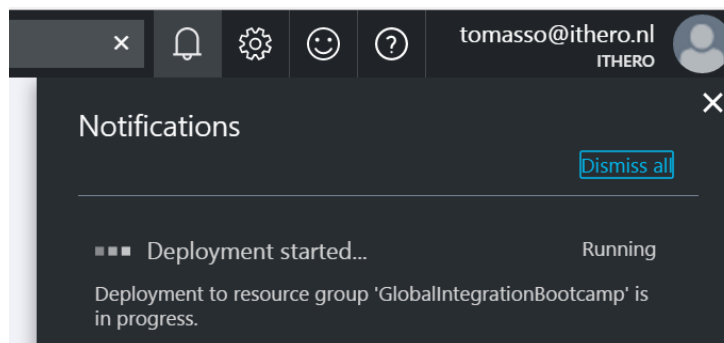 tomasso@ithero.nl
ITHERO
Notifications
Dismiss all
Deployment started...
Running
Deployment to resource group 'GlobalIntegrationBootcamp' is
in progress.